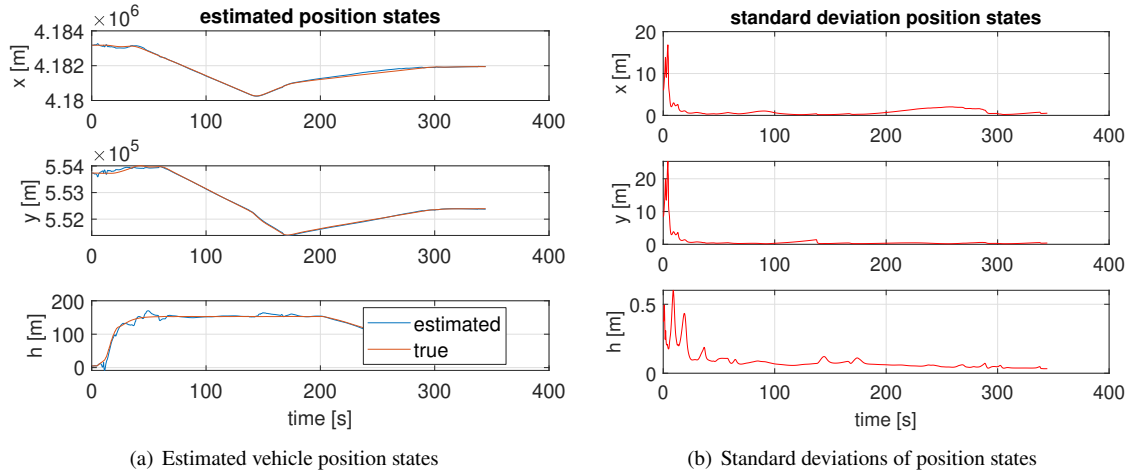 estimated position states
× 10^6
4.184
4.182
4.18
x [m]
0 100 200 300 400
× 10^5
5.54
5.53
5.52
y [m]
0 100 200 300 400
200
100
0
h [m]
estimated
true
0 100 200 300 400
time [s]
(a) Estimated vehicle position states
standard deviation position states
20
10
0
x [m]
0 100 200 300 400
20
10
0
y [m]
0 100 200 300 400
0.5
0
h [m]
0 100 200 300 400
time [s]
(b) Standard deviations of position states